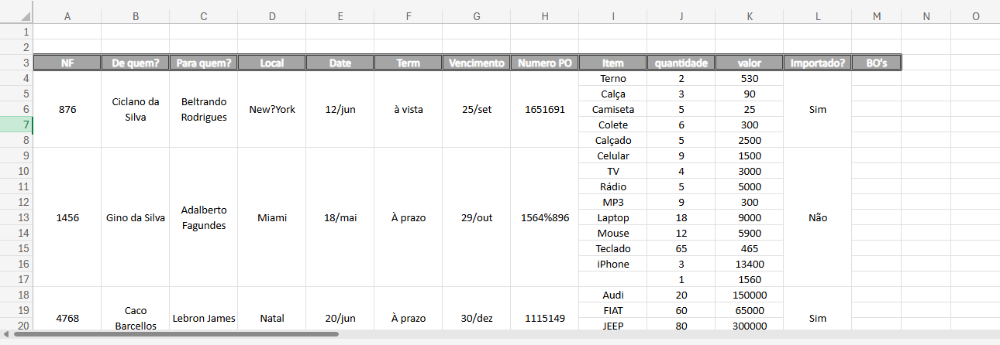 A B C D E F G H I J K L M N O
1
2
3 NF De quem? Para quem? Local Date Term Vencimento Numero PO Item quantidade valor Importado? BO's
4 Terno 2 530
5 Ciclano da Beltrando Calça 3 90
6 876 Silva Rodrigues New?York 12/jun à vista 25/set 1651691 Camiseta 5 25 Sim
7 Colete 6 300
8 Calçado 5 2500
9 Celular 9 1500
10 TV 4 3000
11 Rádio 5 5000
12 Adalberto MP3 9 300
13 1456 Gino da Silva Fagundes Miami 18/mai À prazo 29/out 1564%896 Laptop 18 9000 Não
14 Mouse 12 5900
15 Teclado 65 465
16 iPhone 3 13400
17 1 1560
18 Audi 20 150000
19 Caco FIAT 60 65000
20 4768 Barcellos Lebron James Natal 20/jun À prazo 30/dez 1115149 JEEP 80 300000 Sim